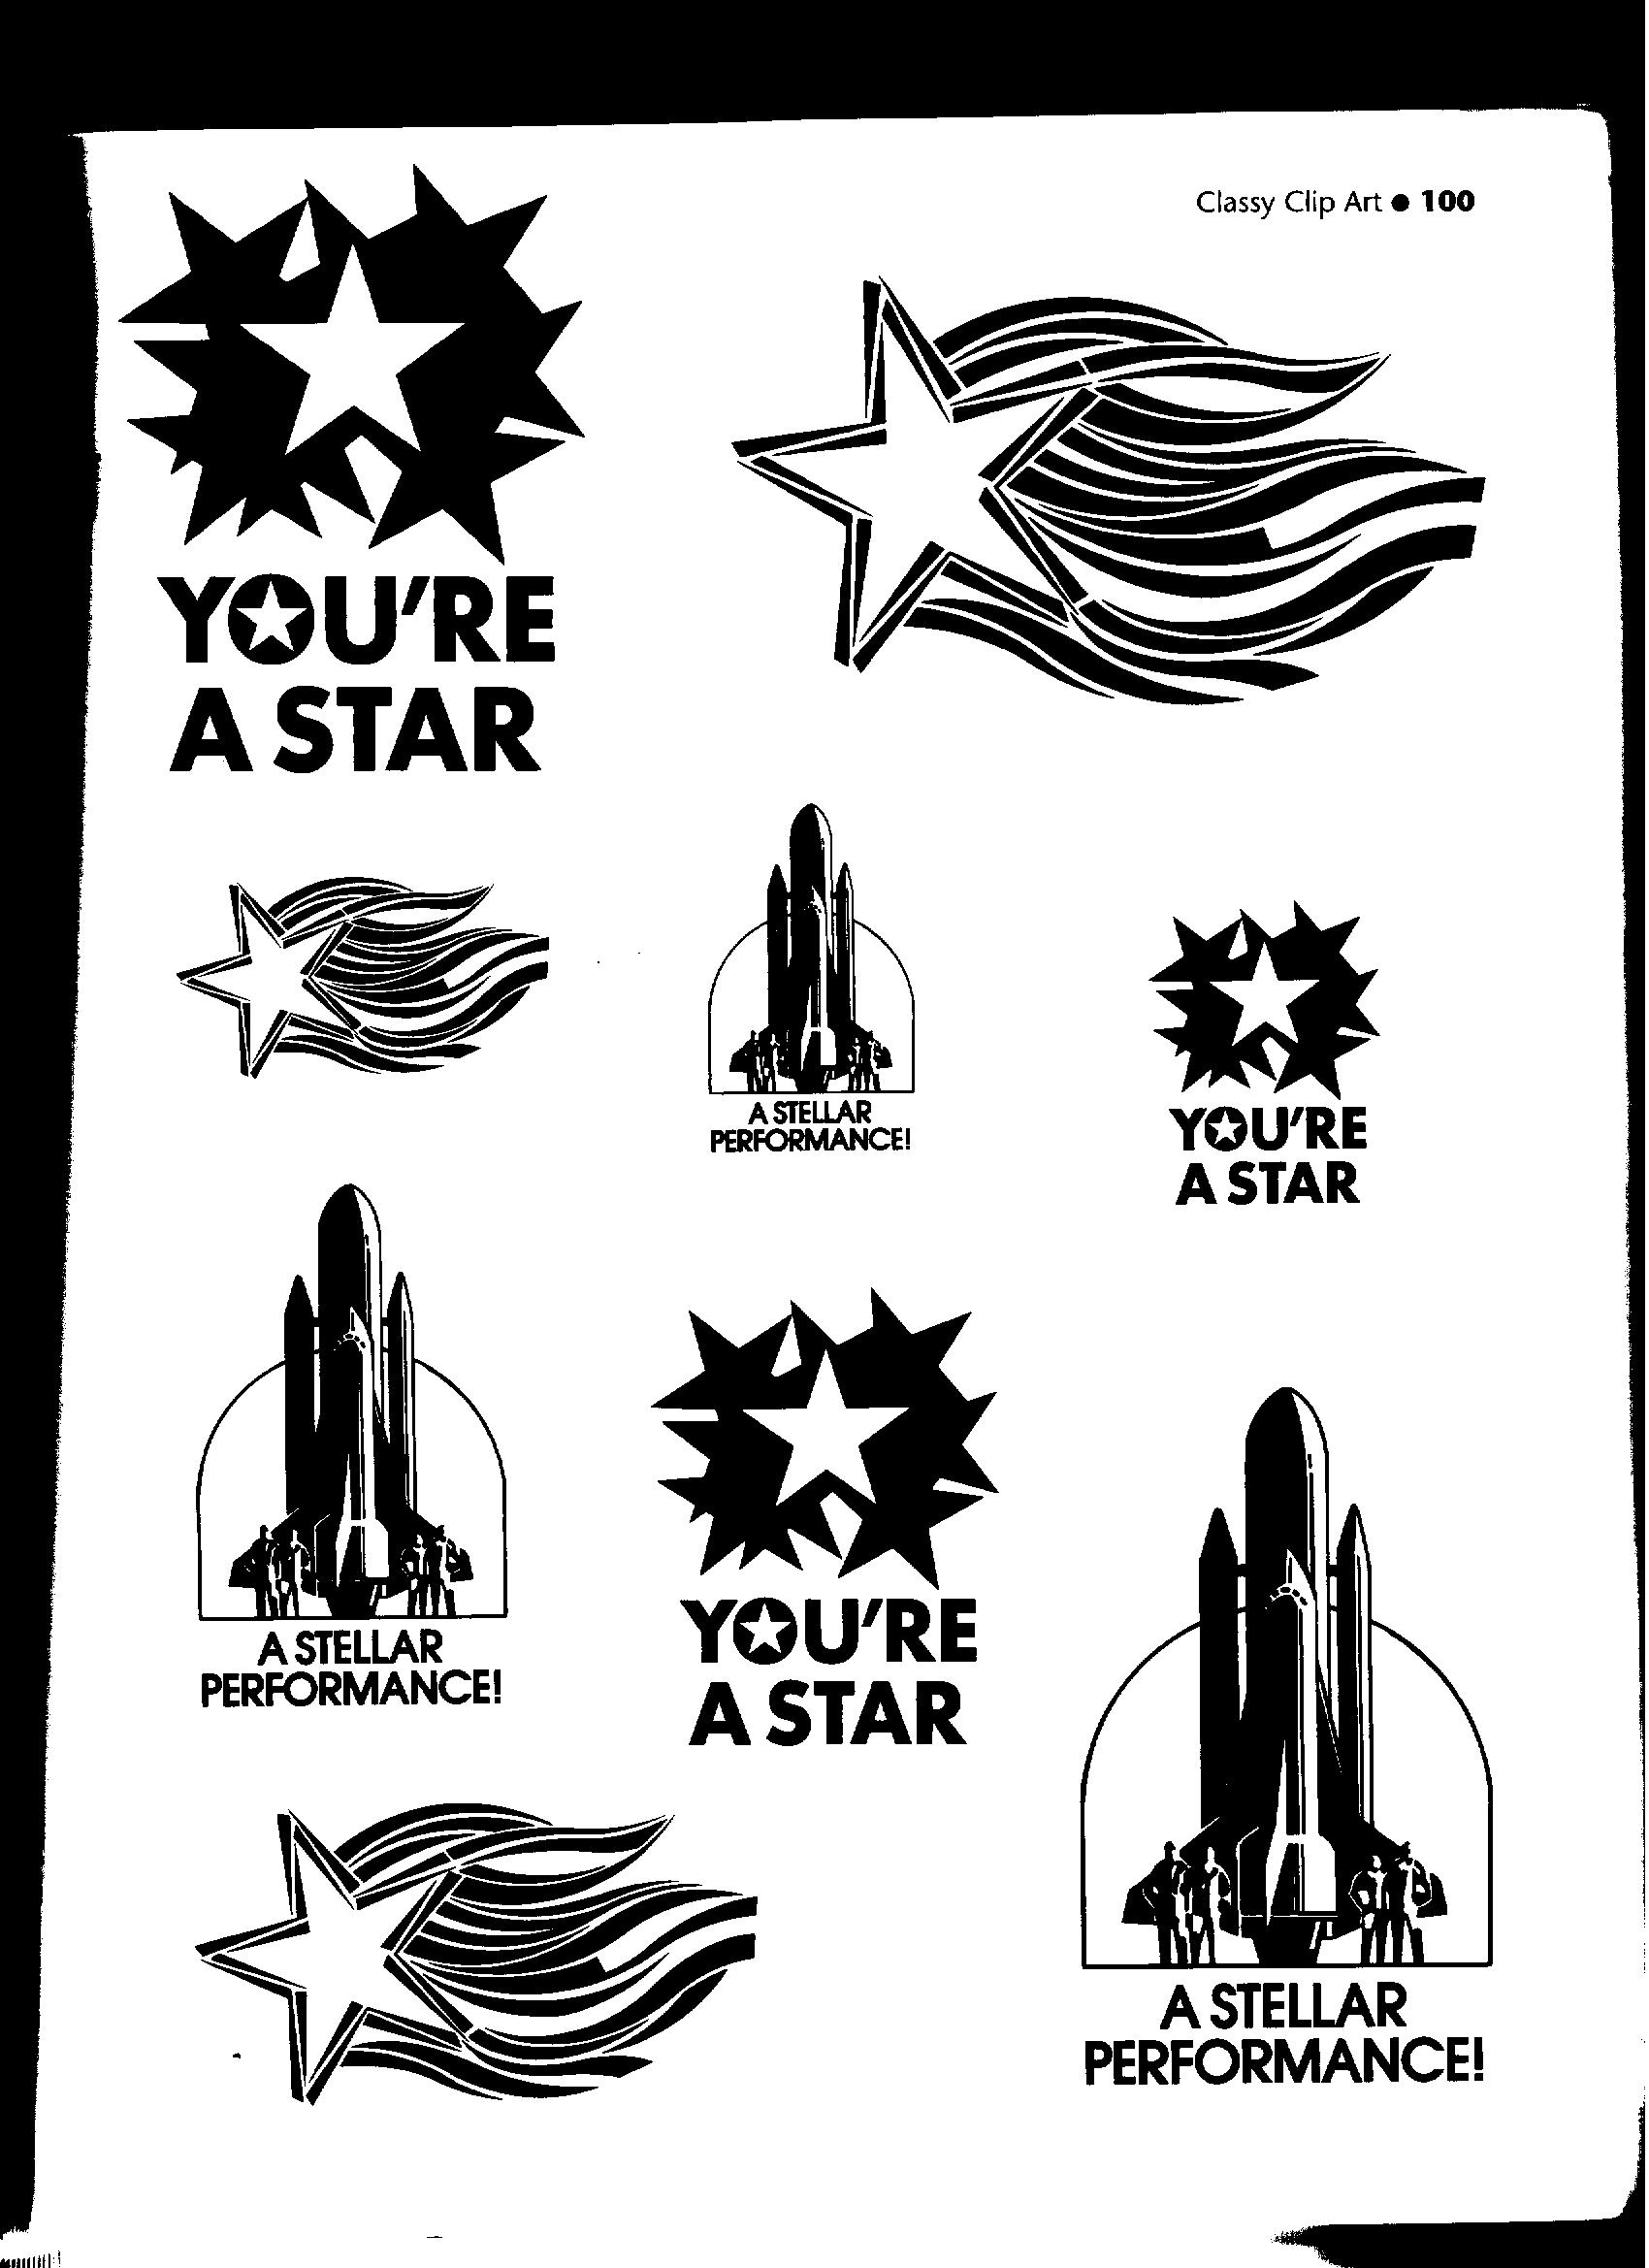 Classy Clip Art ● 100
YOU'RE
A STAR
A STELLAR
PERFORMANCE!
YOU'RE
A STAR
A STELLAR
PERFORMANCE!
YOU'RE
A STAR
A STELLAR
PERFORMANCE!